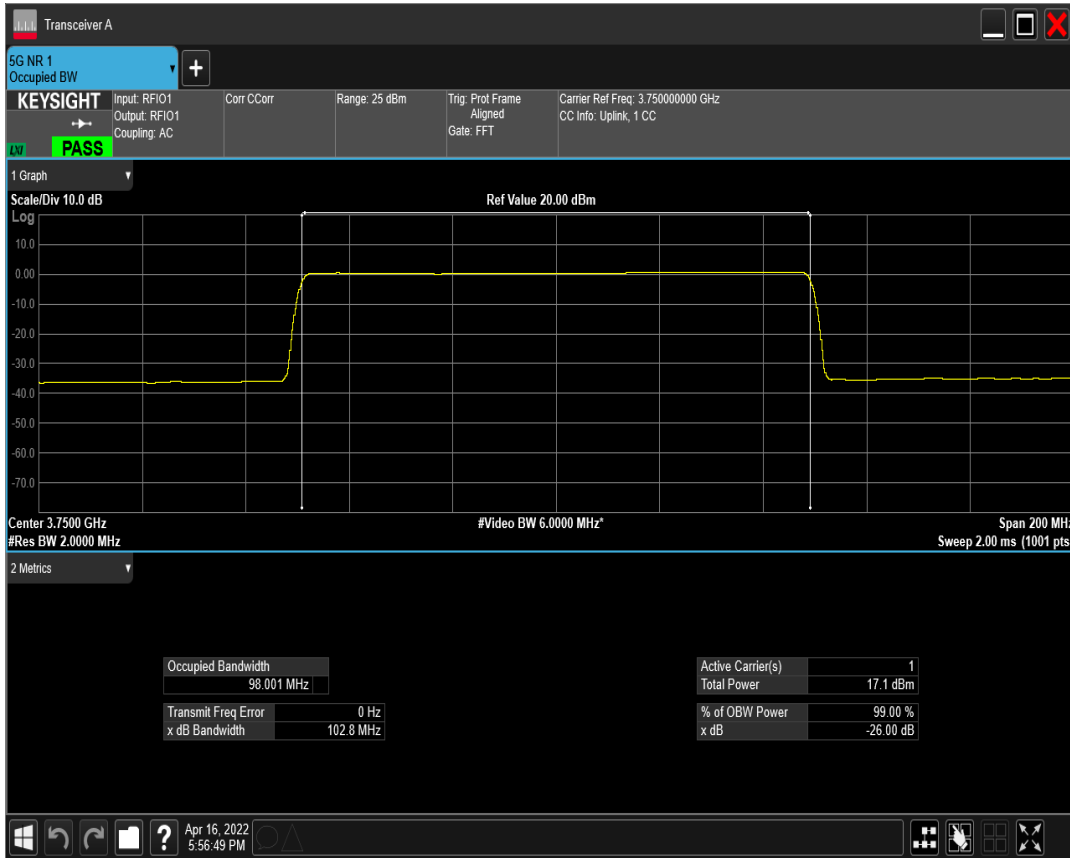 Transceiver A
5G NR 1
Occupied BW
+
KEYSIGHT
LXI
PASS
Input: RFIO1
Output: RFIO1
Coupling: AC
Corr CCorr
Range: 25 dBm
Trig: Prot Frame
Aligned
Gate: FFT
Carrier Ref Freq: 3.750000000 GHz
CC Info: Uplink, 1 CC
1 Graph
Scale/Div 10.0 dB
Ref Value 20.00 dBm
Log
10.0
0.00
-10.0
-20.0
-30.0
-40.0
-50.0
-60.0
-70.0
Center 3.7500 GHz
#Video BW 6.0000 MHz*
Span 200 MHz
#Res BW 2.0000 MHz
Sweep 2.00 ms (1001 pts
2 Metrics
Occupied Bandwidth
98.001 MHz
Transmit Freq Error 0 Hz
x dB Bandwidth 102.8 MHz
Active Carrier(s) 1
Total Power 17.1 dBm
% of OBW Power 99.00 %
x dB -26.00 dB
?
Apr 16, 2022
5:56:49 PM